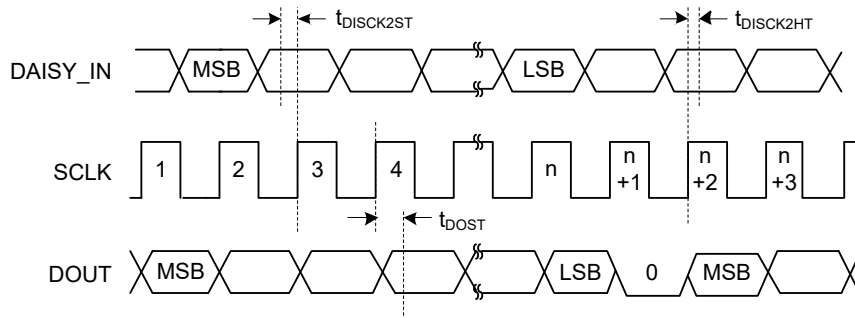 tDISCK2ST tDISCK2HT
DAISY_IN MSB LSB
SCLK 1 2 3 4 n n+1 n+2 n+3
tDOST
DOUT MSB LSB 0 MSB